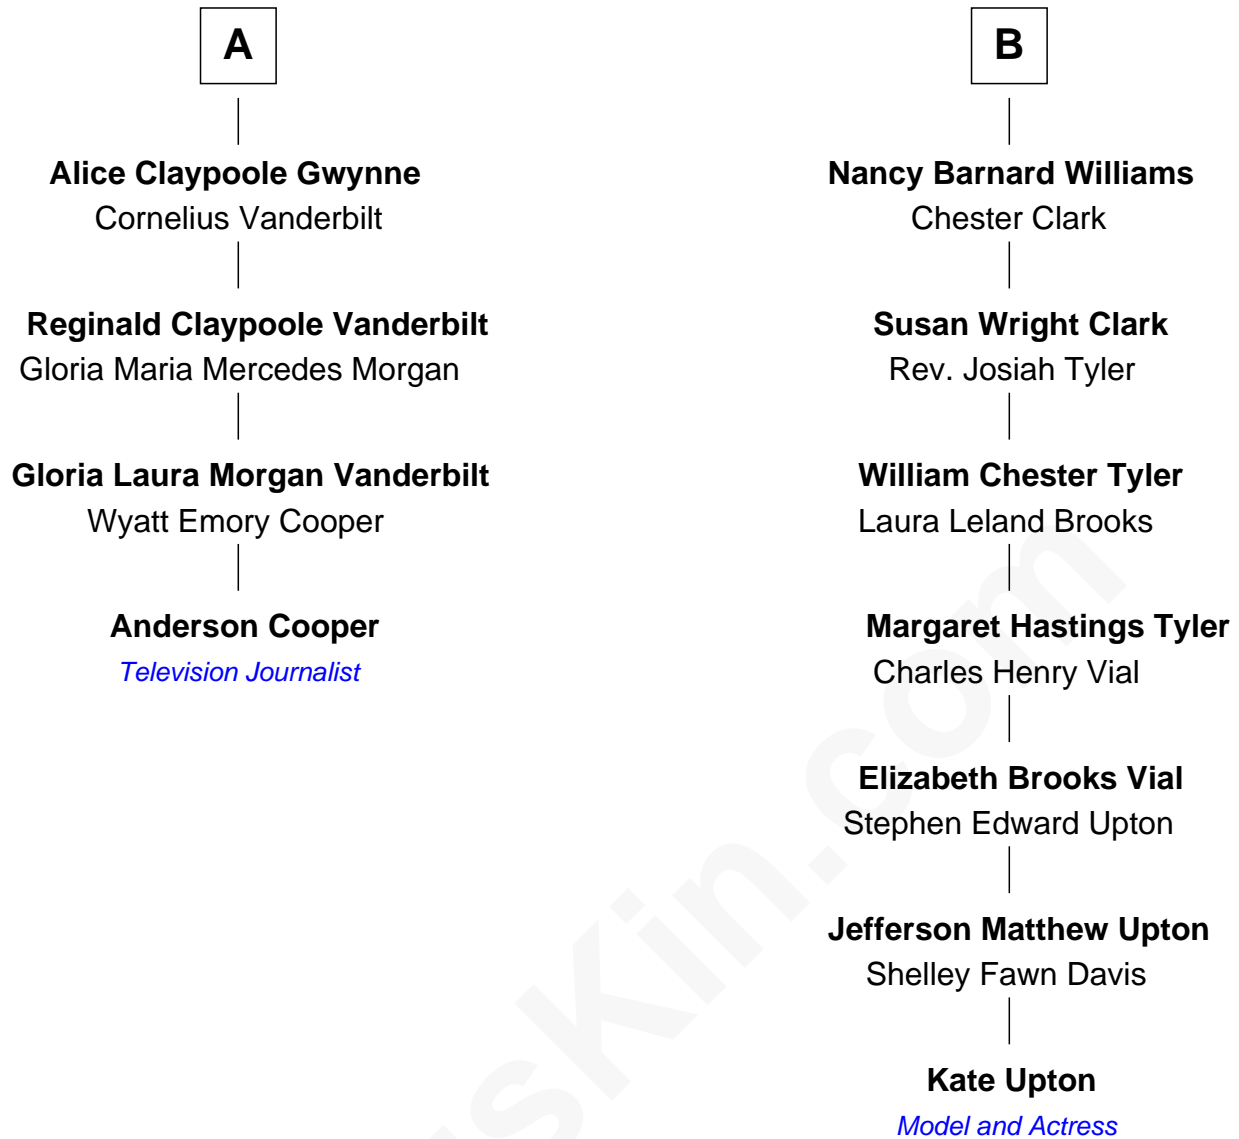 A
Alice Claypoole Gwynne
Cornelius Vanderbilt
Reginald Claypoole Vanderbilt
Gloria Maria Mercedes Morgan
Gloria Laura Morgan Vanderbilt
Wyatt Emory Cooper
Anderson Cooper
Television Journalist
B
Nancy Barnard Williams
Chester Clark
Susan Wright Clark
Rev. Josiah Tyler
William Chester Tyler
Laura Leland Brooks
Margaret Hastings Tyler
Charles Henry Vial
Elizabeth Brooks Vial
Stephen Edward Upton
Jefferson Matthew Upton
Shelley Fawn Davis
Kate Upton
Model and Actress
sKin.com